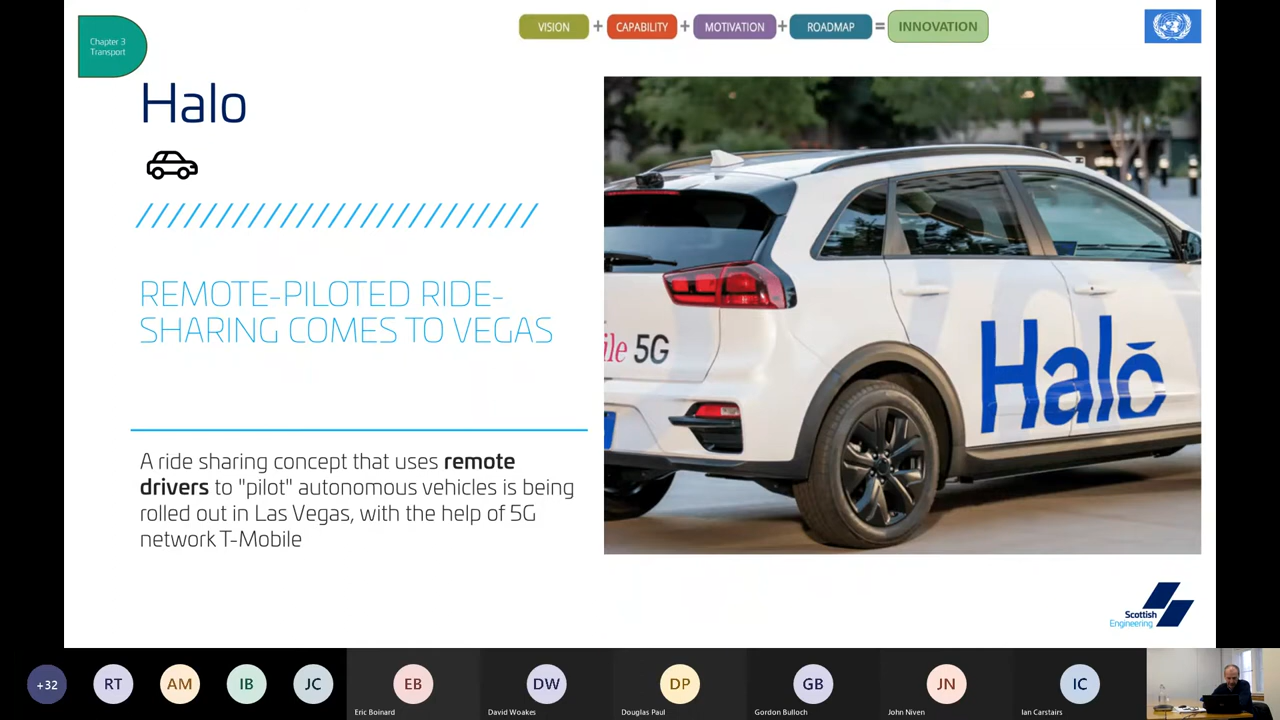 Chapter 3
Transport
VISION + CAPABILITY + MOTIVATION + ROADMAP = INNOVATION
Halo
REMOTE-PILOTED RIDE-
SHARING COMES TO VEGAS
A ride sharing concept that uses remote
drivers to "pilot" autonomous vehicles is being
rolled out in Las Vegas, with the help of 5G
network T-Mobile
ile 5G
Halo
Scottish
Engineering
+32
RT
AM
IB
JC
EB
DW
DP
GB
JN
IC
Eric Boinard
David Woakes
Douglas Paul
Gordon Bulloch
John Niven
Ian Carstairs